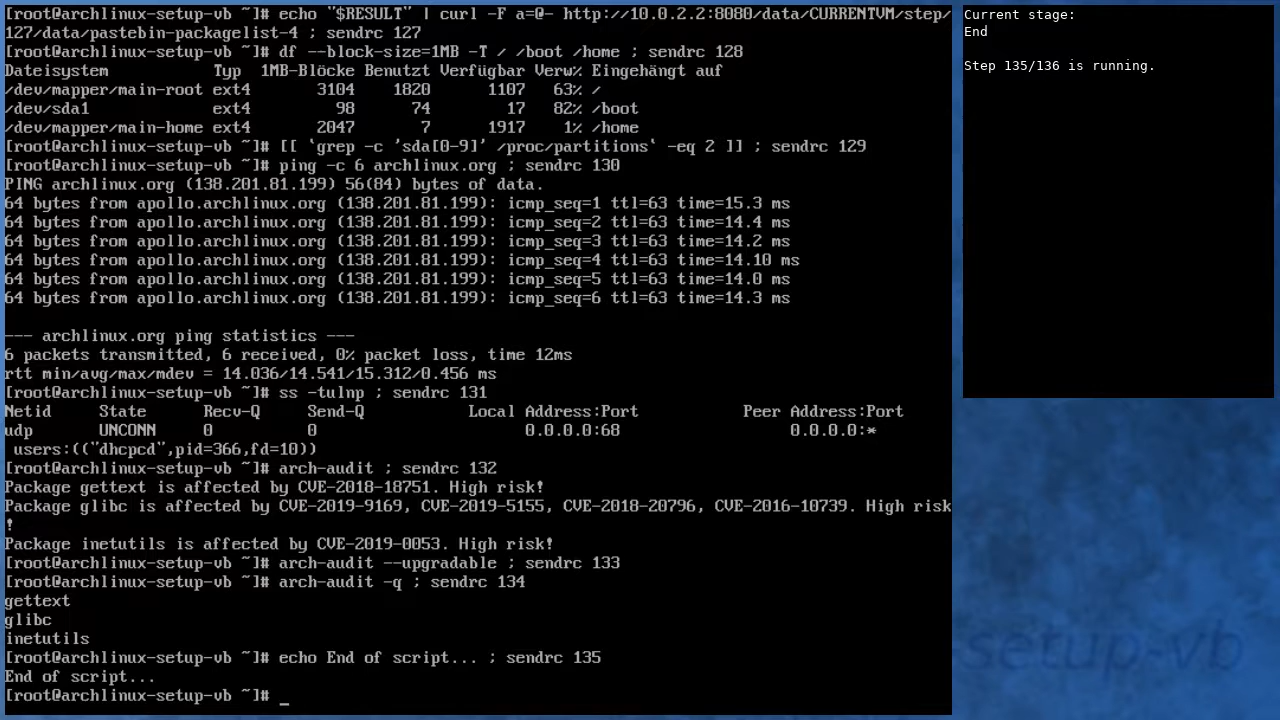 [root@archlinux-setup-vb ~]# echo "$RESULT" | curl -F a=@- http://10.0.2.2:8080/data/CURRENTVM/step/
127/data/pastebin-packagelist-4 ; sendrc 127
[root@archlinux-setup-vb ~]# df --block-size=1MB -T / /boot /home ; sendrc 128
Dateisystem           Typ  1MB-Blöcke Benutzt Verfügbar Verw% Eingehängt auf
/dev/mapper/main-root ext4       3104    1820      1107   63% /
/dev/sda1             ext4         98      74        17   82% /boot
/dev/mapper/main-home ext4       2047       7      1917    1% /home
[root@archlinux-setup-vb ~]# [[ `grep -c 'sda[0-9]' /proc/partitions` -eq 2 ]] ; sendrc 129
[root@archlinux-setup-vb ~]# ping -c 6 archlinux.org ; sendrc 130
PING archlinux.org (138.201.81.199) 56(84) bytes of data.
64 bytes from apollo.archlinux.org (138.201.81.199): icmp_seq=1 ttl=63 time=15.3 ms
64 bytes from apollo.archlinux.org (138.201.81.199): icmp_seq=2 ttl=63 time=14.4 ms
64 bytes from apollo.archlinux.org (138.201.81.199): icmp_seq=3 ttl=63 time=14.2 ms
64 bytes from apollo.archlinux.org (138.201.81.199): icmp_seq=4 ttl=63 time=14.10 ms
64 bytes from apollo.archlinux.org (138.201.81.199): icmp_seq=5 ttl=63 time=14.0 ms
64 bytes from apollo.archlinux.org (138.201.81.199): icmp_seq=6 ttl=63 time=14.3 ms
--- archlinux.org ping statistics ---
6 packets transmitted, 6 received, 0% packet loss, time 12ms
rtt min/avg/max/mdev = 14.036/14.541/15.312/0.456 ms
[root@archlinux-setup-vb ~]# ss -tulnp ; sendrc 131
Netid     State      Recv-Q     Send-Q           Local Address:Port           Peer Address:Port
udp       UNCONN     0          0                      0.0.0.0:68                  0.0.0.0:*
 users:(("dhcpcd",pid=366,fd=10))
[root@archlinux-setup-vb ~]# arch-audit ; sendrc 132
Package gettext is affected by CVE-2018-18751. High risk!
Package glibc is affected by CVE-2019-9169, CVE-2019-5155, CVE-2018-20796, CVE-2016-10739. High risk
!
Package inetutils is affected by CVE-2019-0053. High risk!
[root@archlinux-setup-vb ~]# arch-audit --upgradable ; sendrc 133
[root@archlinux-setup-vb ~]# arch-audit -q ; sendrc 134
gettext
glibc
inetutils
[root@archlinux-setup-vb ~]# echo End of script... ; sendrc 135
End of script...
[root@archlinux-setup-vb ~]# _
Current stage:
End
Step 135/136 is running.
setup-vb